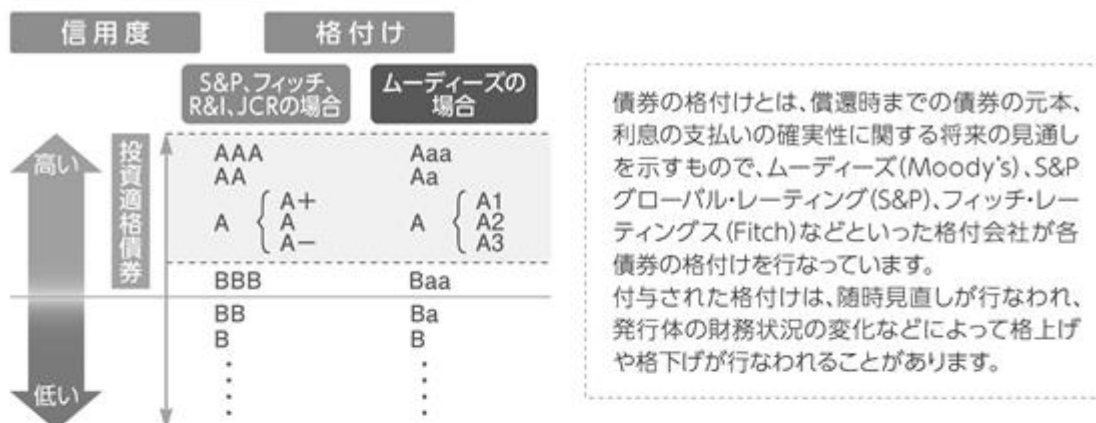 信用度 格付け
S&P、フィッチ、
R&I、JCRの場合
ムーディーズの
場合
高い
投資適格債券
AAA Aaa
AA Aa
A A+ A A1
A A2
A− A3
BBB Baa
BB Ba
B B
低い
債券の格付けとは、償還時までの債券の元本、
利息の支払いの確実性に関する将来の見通し
を示すもので、ムーディーズ(Moody's)、S&P
グローバル・レーティング(S&P)、フィッチ・レー
ティングス(Fitch)などといった格付会社が各
債券の格付けを行なっています。
付与された格付けは、随時見直しが行なわれ、
発行体の財務状況の変化などによって格上げ
や格下げが行なわれることがあります。